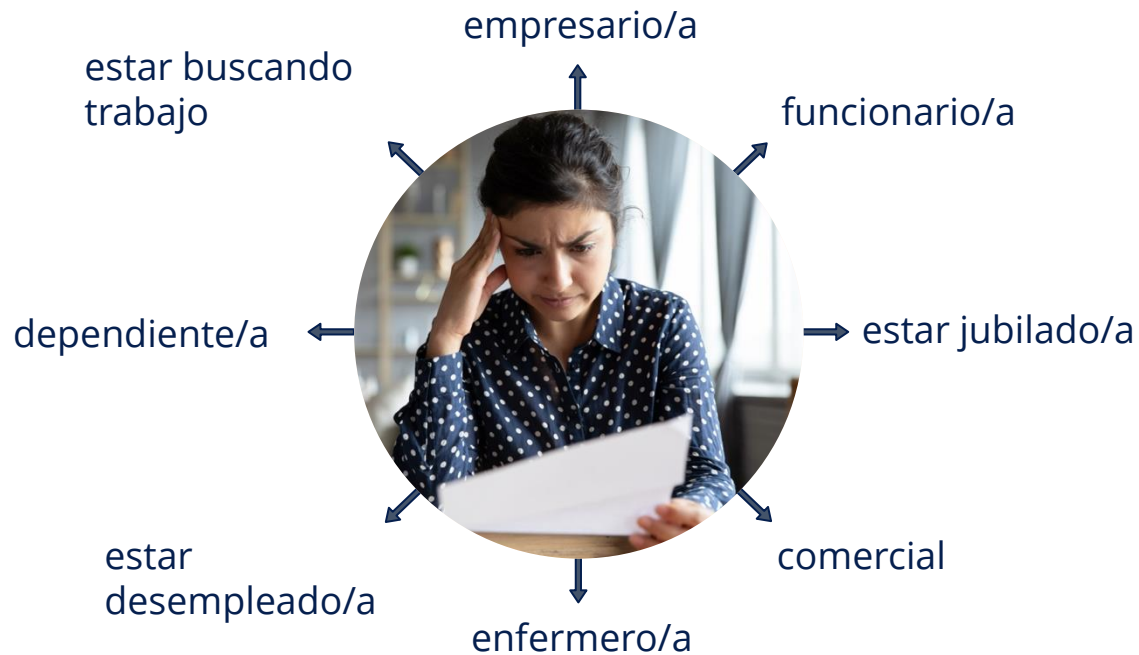 empresario/a
estar buscando
trabajo
funcionario/a
dependiente/a
estar jubilado/a
estar
desempleado/a
comercial
enfermero/a